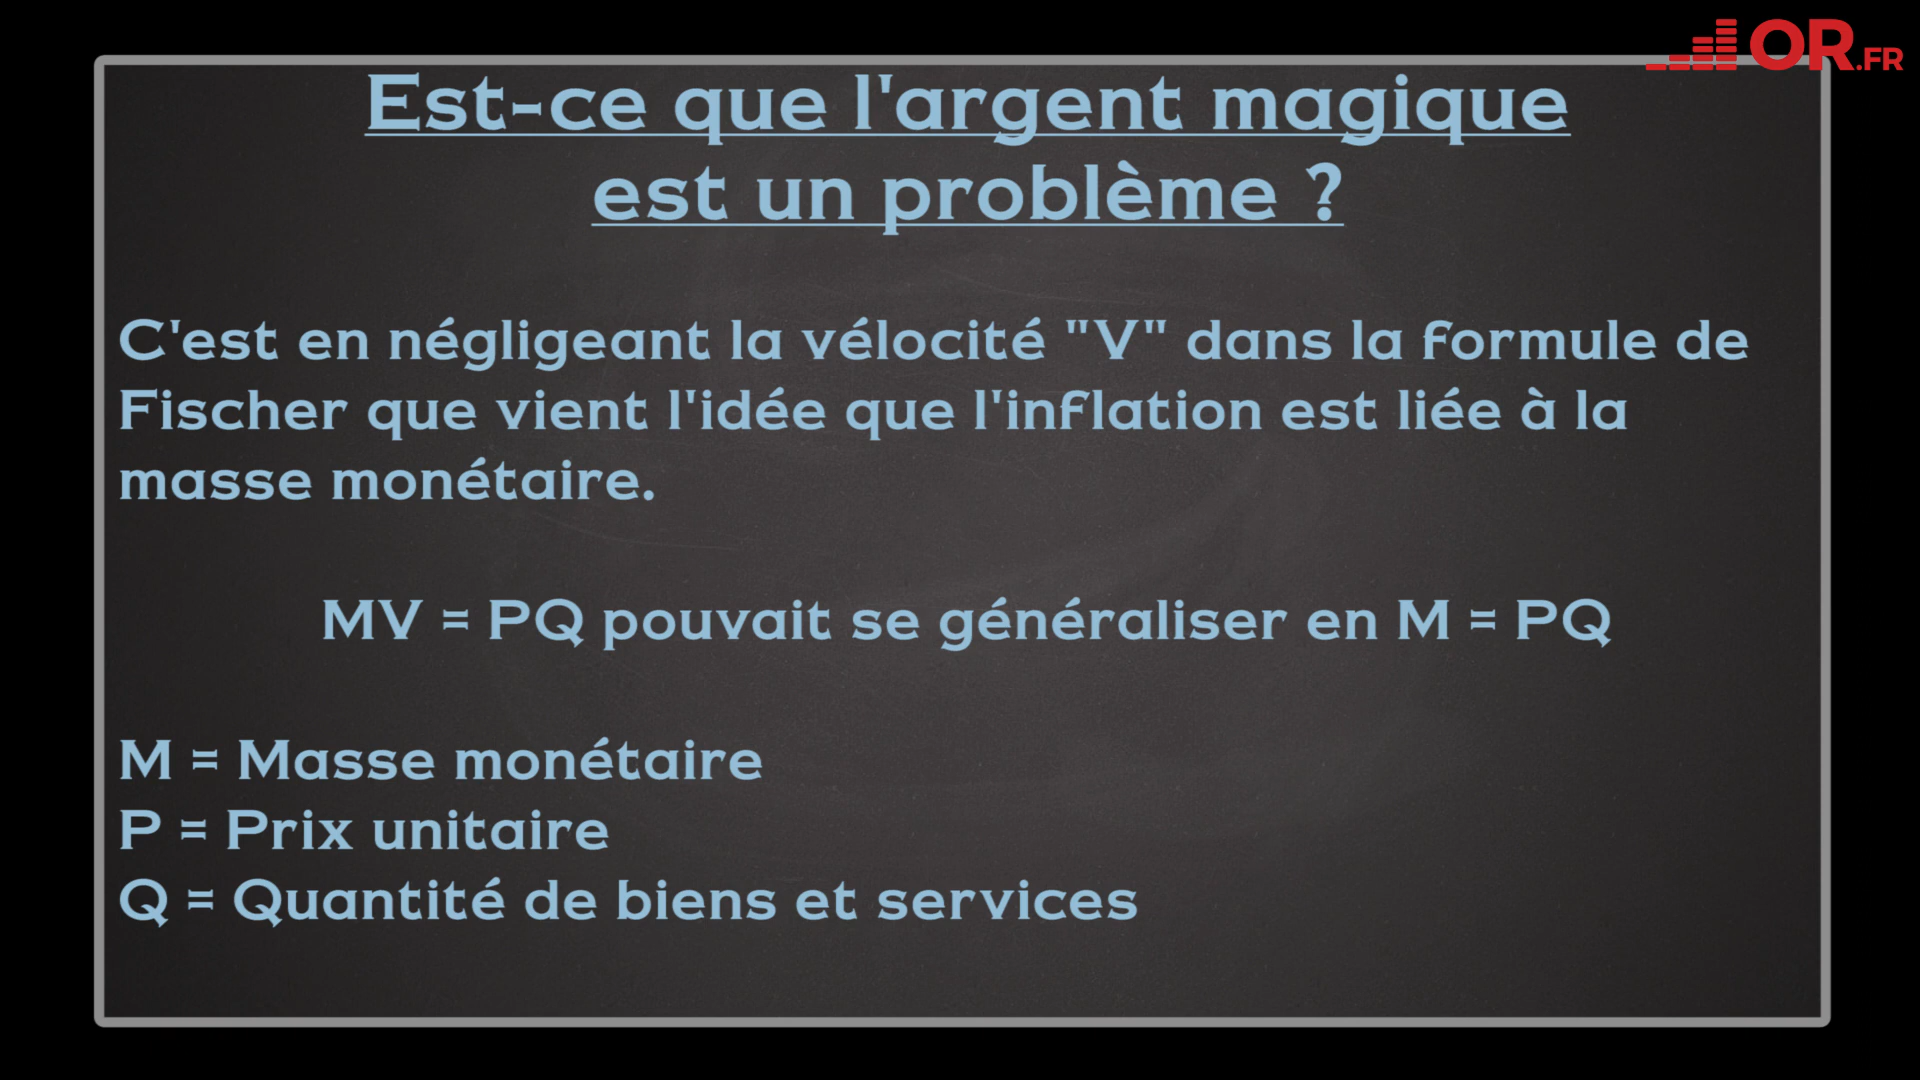 OR.FR
Est-ce que l'argent magique
est un problème ?
C'est en négligeant la vélocité "V" dans la formule de
Fischer que vient l'idée que l'inflation est liée à la
masse monétaire.
MV = PQ pouvait se généraliser en M = PQ
M = Masse monétaire
P = Prix unitaire
Q = Quantité de biens et services